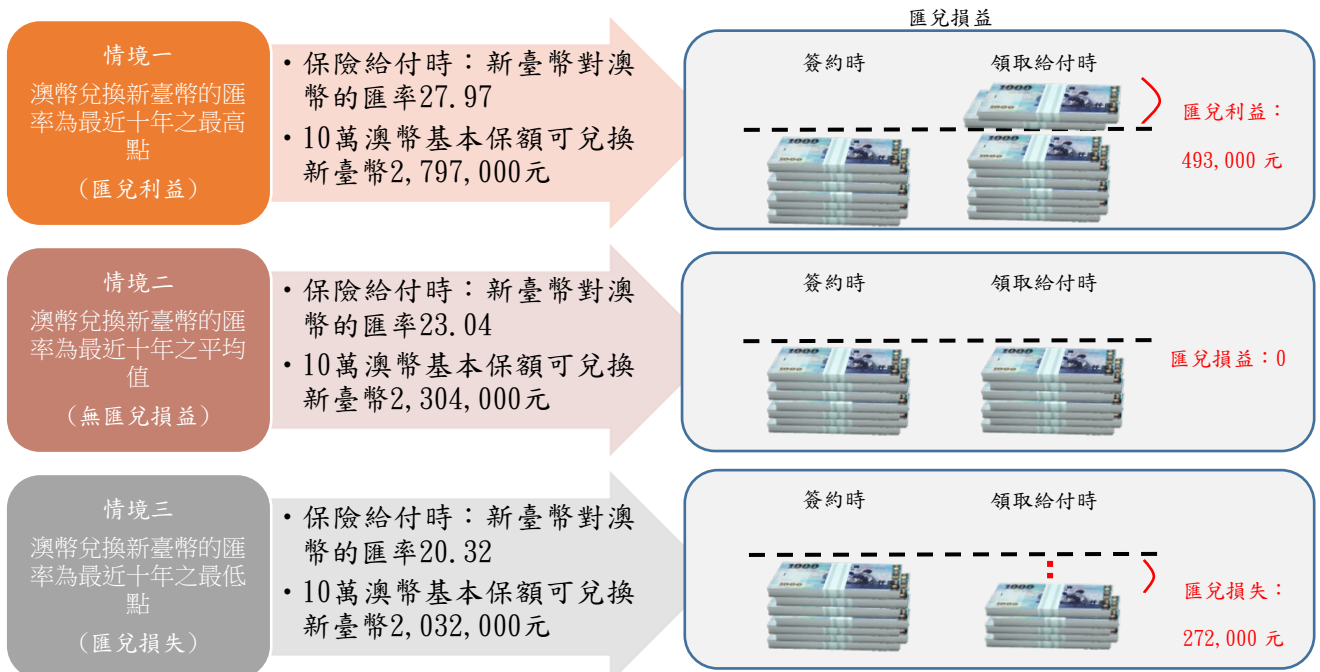 匯兌損益
情境一
澳幣兌換新臺幣的匯
率為最近十年之最高
點
(匯兌利益)
•保險給付時：新臺幣對澳
幣的匯率27.97
•10萬澳幣基本保額可兌換
新臺幣2,797,000元
簽約時
領取給付時
匯兌利益：
493,000 元
情境二
澳幣兌換新臺幣的匯
率為最近十年之平均
值
(無匯兌損益)
•保險給付時：新臺幣對澳
幣的匯率23.04
•10萬澳幣基本保額可兌換
新臺幣2,304,000元
簽約時
領取給付時
匯兌損益：0
情境三
澳幣兌換新臺幣的匯
率為最近十年之最低
點
(匯兌損失)
•保險給付時：新臺幣對澳
幣的匯率20.32
•10萬澳幣基本保額可兌換
新臺幣2,032,000元
簽約時
領取給付時
匯兌損失：
272,000 元